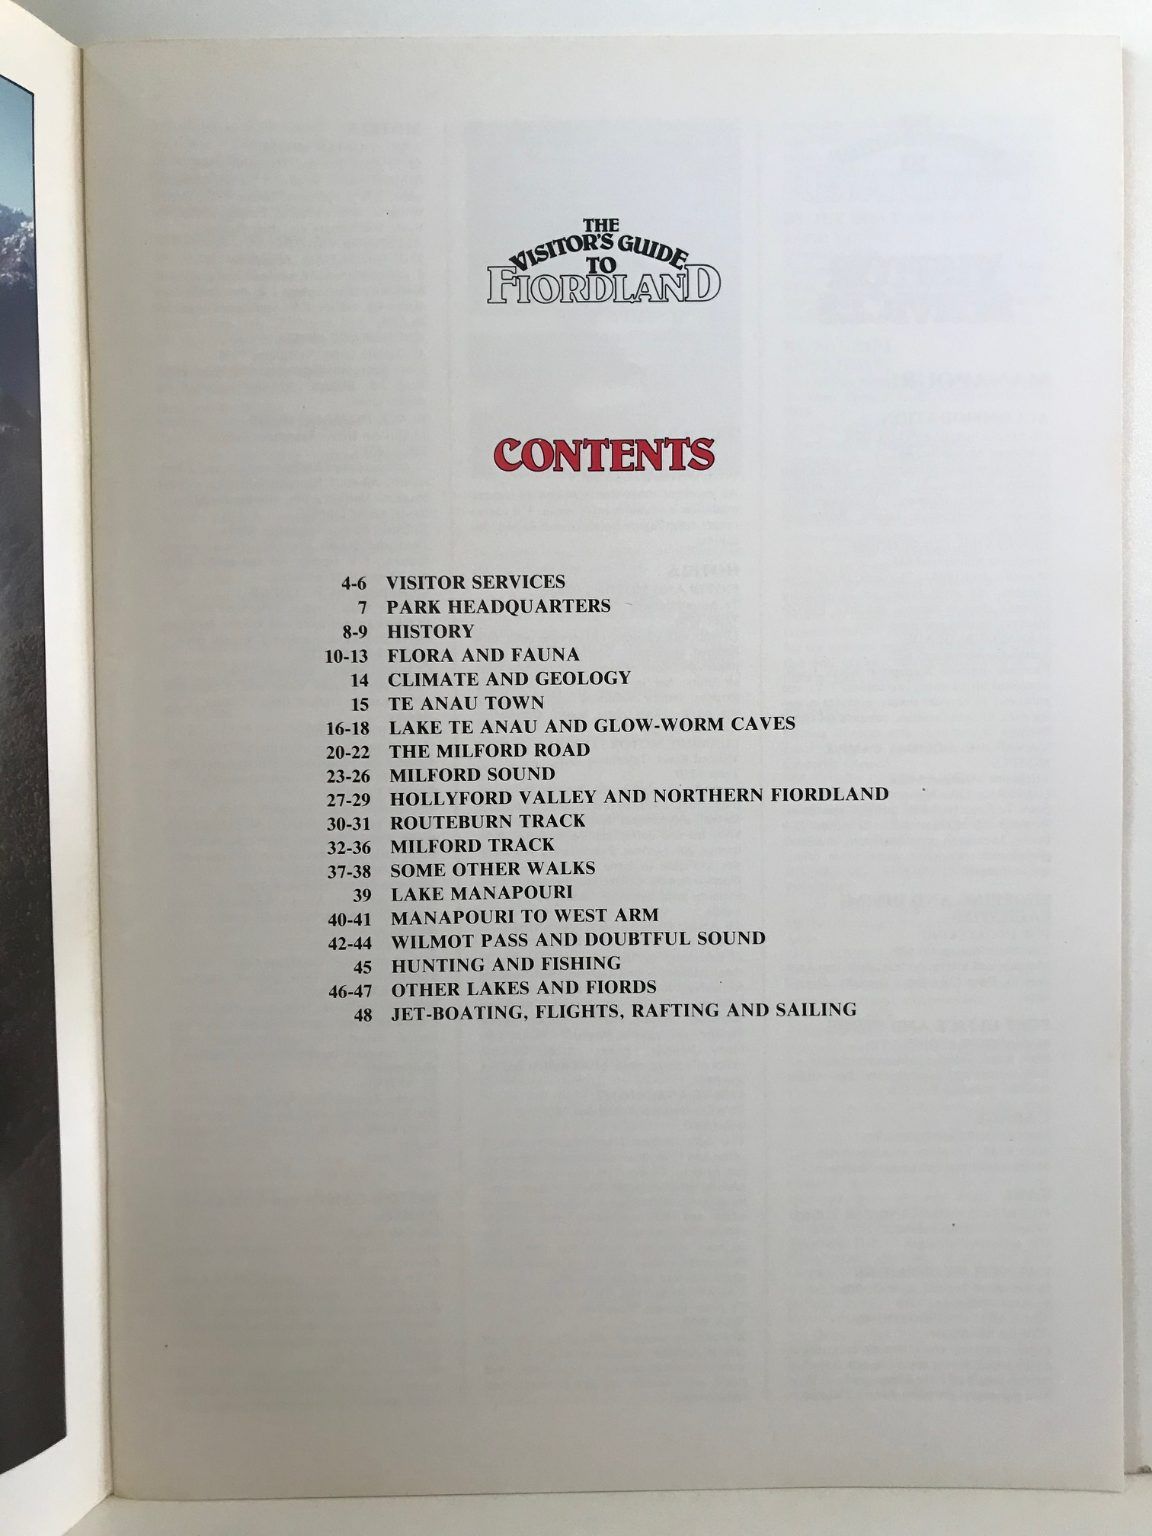 THE
VISITOR'S GUIDE
TO
FIORDLAND
CONTENTS
4-6 VISITOR SERVICES
7 PARK HEADQUARTERS
8-9 HISTORY
10-13 FLORA AND FAUNA
14 CLIMATE AND GEOLOGY
15 TE ANAU TOWN
16-18 LAKE TE ANAU AND GLOW-WORM CAVES
20-22 THE MILFORD ROAD
23-26 MILFORD SOUND
27-29 HOLLYFORD VALLEY AND NORTHERN FIORDLAND
30-31 ROUTEBURN TRACK
32-36 MILFORD TRACK
37-38 SOME OTHER WALKS
39 LAKE MANAPOURI
40-41 MANAPOURI TO WEST ARM
42-44 WILMOT PASS AND DOUBTFUL SOUND
45 HUNTING AND FISHING
46-47 OTHER LAKES AND FIORDS
48 JET-BOATING, FLIGHTS, RAFTING AND SAILING